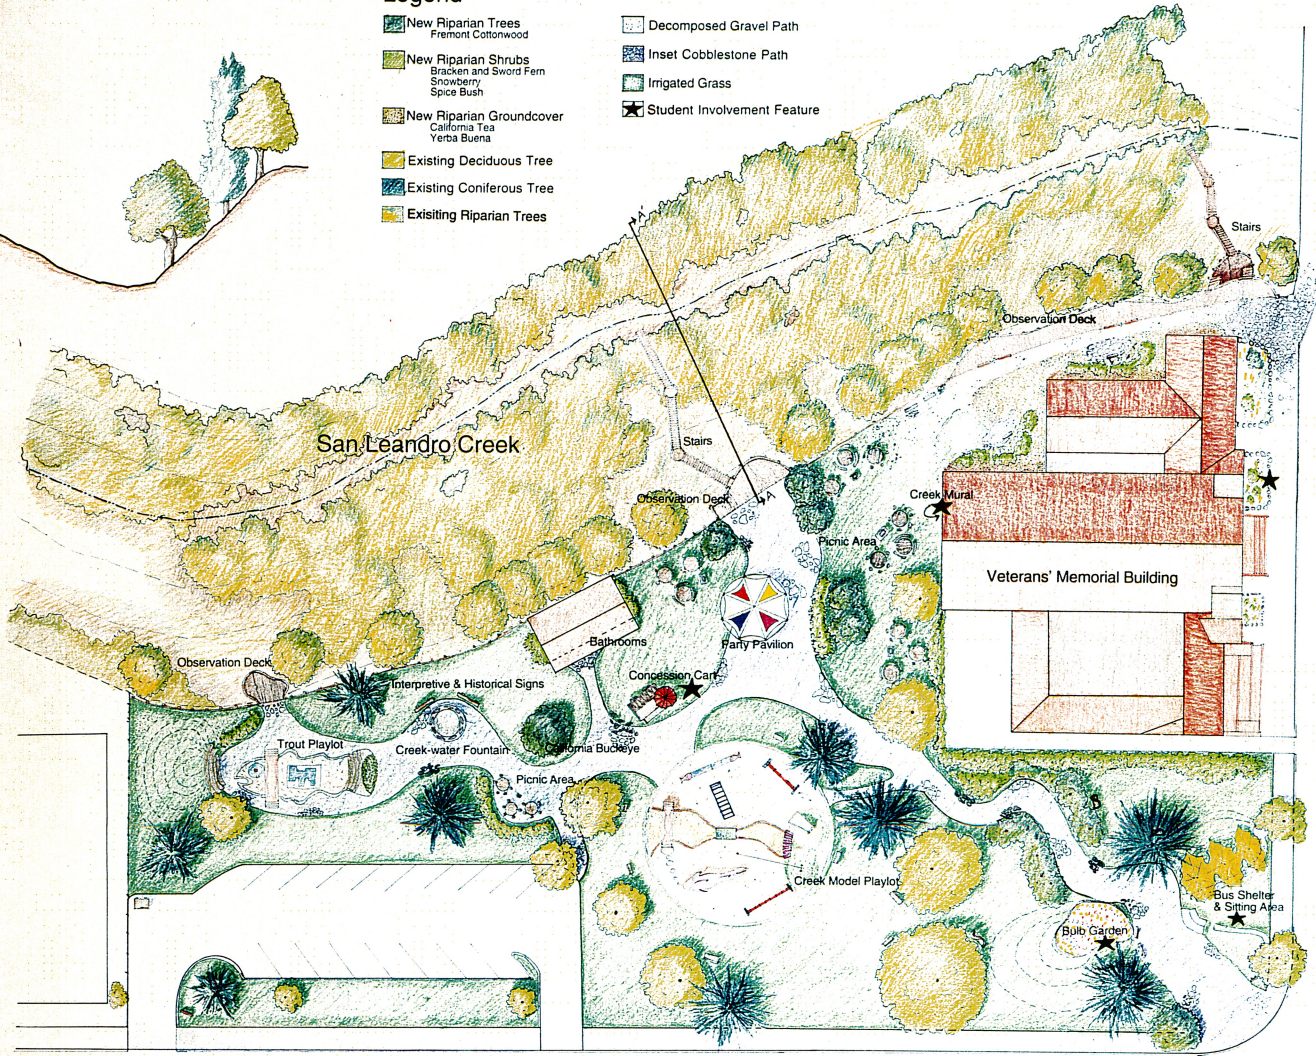 Legend
New Riparian Trees
Fremont Cottonwood
New Riparian Shrubs
Bracken and Sword Fern
Snowberry
Spice Bush
New Riparian Groundcover
California Tea
Yerba Buena
Existing Deciduous Tree
Existing Coniferous Tree
Exisiting Riparian Trees
Decomposed Gravel Path
Inset Cobblestone Path
Irrigated Grass
Student Involvement Feature
A'
Stairs
Observation Deck
San Leandro Creek
Stairs
Observation Deck
A
Creek Mural
Picnic Area
Veterans' Memorial Building
Bathrooms
Party Pavilion
Observation Deck
Interpretive & Historical Signs
Concession Cart
Trout Playlot
Creek-water Fountain
California Buckeye
Picnic Area
Creek Model Playlot
Bus Shelter
& Sitting Area
Bulb Garden